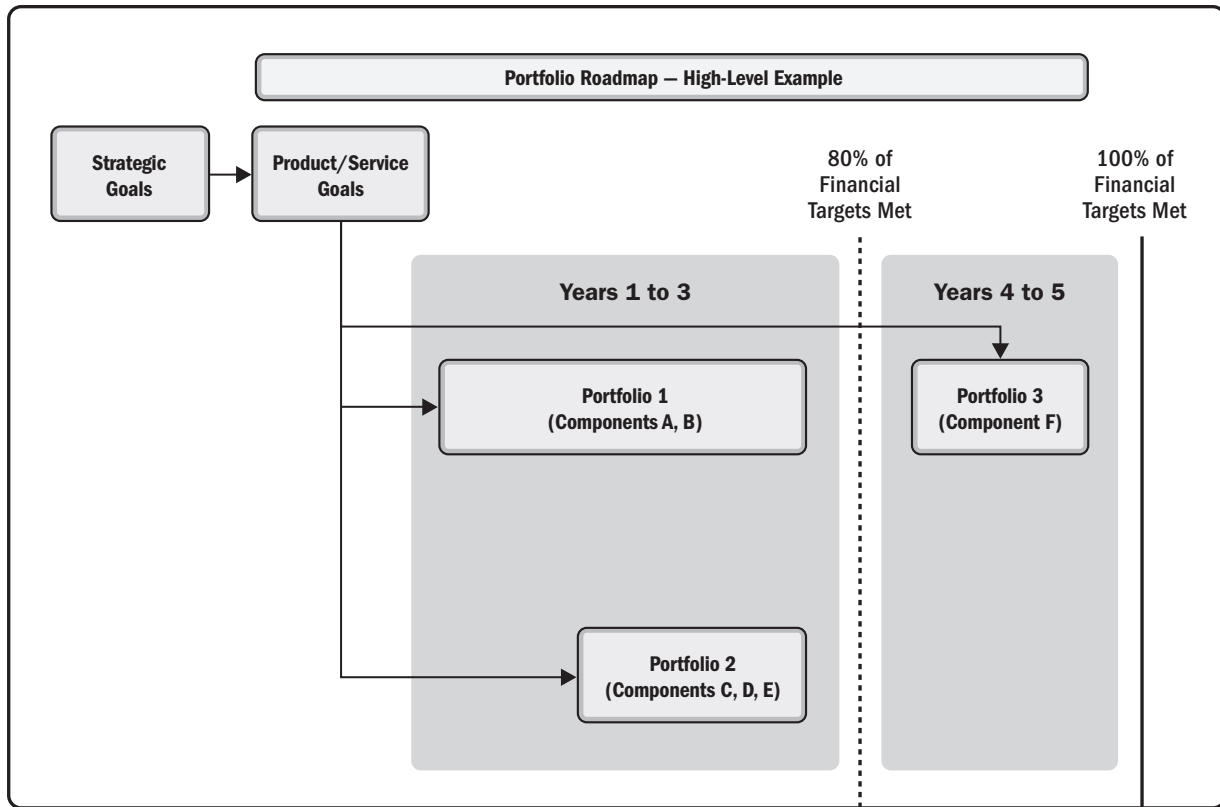 Portfolio Roadmap — High-Level Example
Strategic
Goals
Product/Service
Goals
80% of
Financial
Targets Met
100% of
Financial
Targets Met
Years 1 to 3
Years 4 to 5
Portfolio 1
(Components A, B)
Portfolio 3
(Component F)
Portfolio 2
(Components C, D, E)